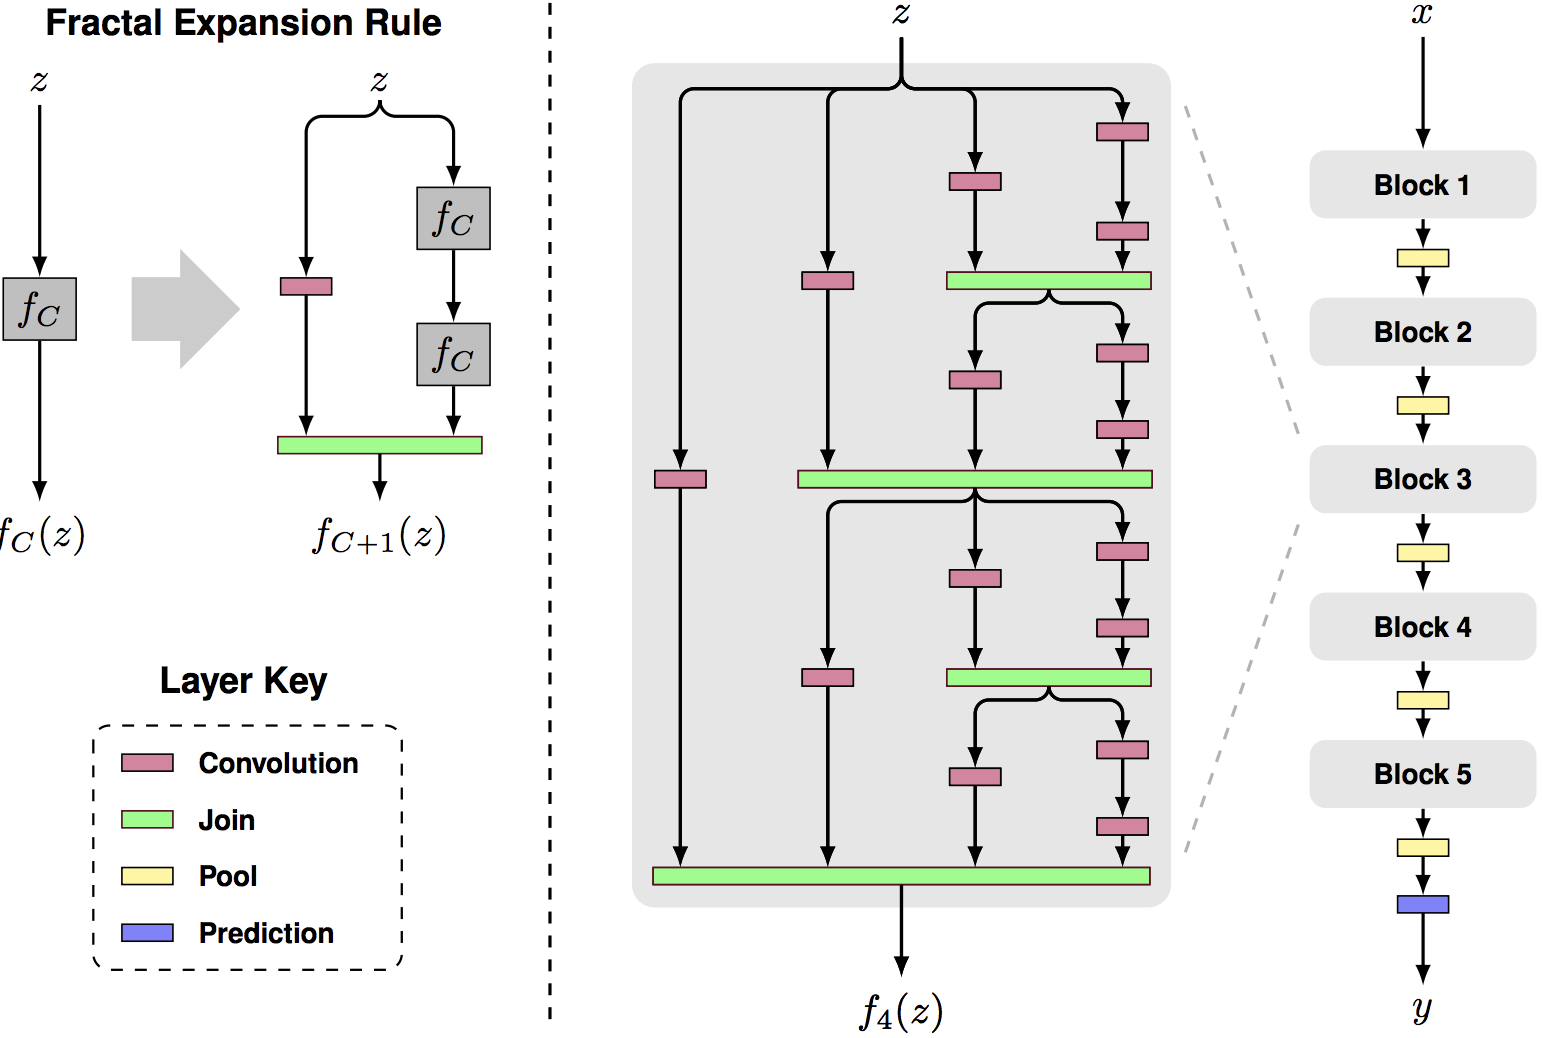 Fractal Expansion Rule
z
f_C
f_C(z)
z
f_C
f_C
f_{C+1}(z)
Layer Key
Convolution
Join
Pool
Prediction
z
f_4(z)
x
Block 1
Block 2
Block 3
Block 4
Block 5
y